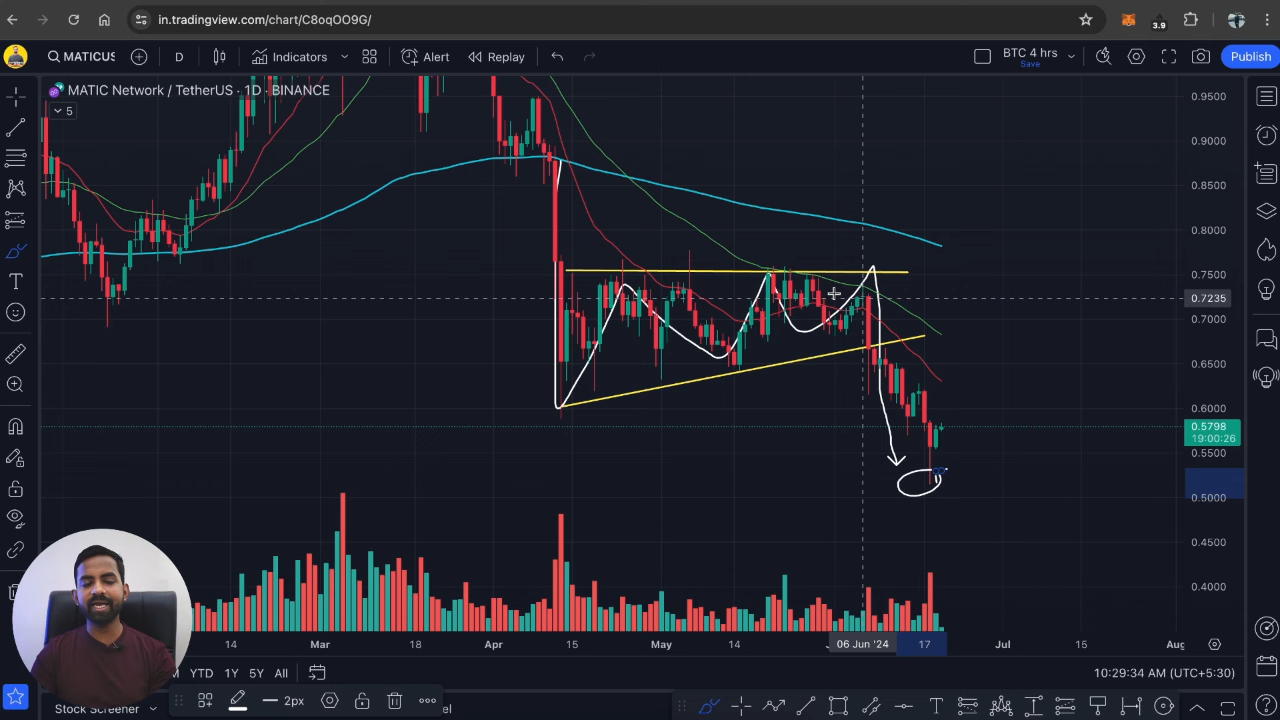 in.tradingview.com/chart/C8oqOO9G/
3.9
MATICUS
D
Indicators
Alert
Replay
BTC 4 hrs
Save
Publish
MATIC Network / TetherUS · 1D · BINANCE
5
0.9500
0.9000
0.8500
0.8000
0.7500
0.7235
0.7000
0.6500
0.6000
0.5798
19:00:26
0.5500
0.5000
0.4500
0.4000
14
Mar
18
Apr
15
May
14
06 Jun '24
17
Jul
15
Aug
YTD
1Y
5Y
All
10:29:34 AM (UTC+5:30)
Stock Screener
2px